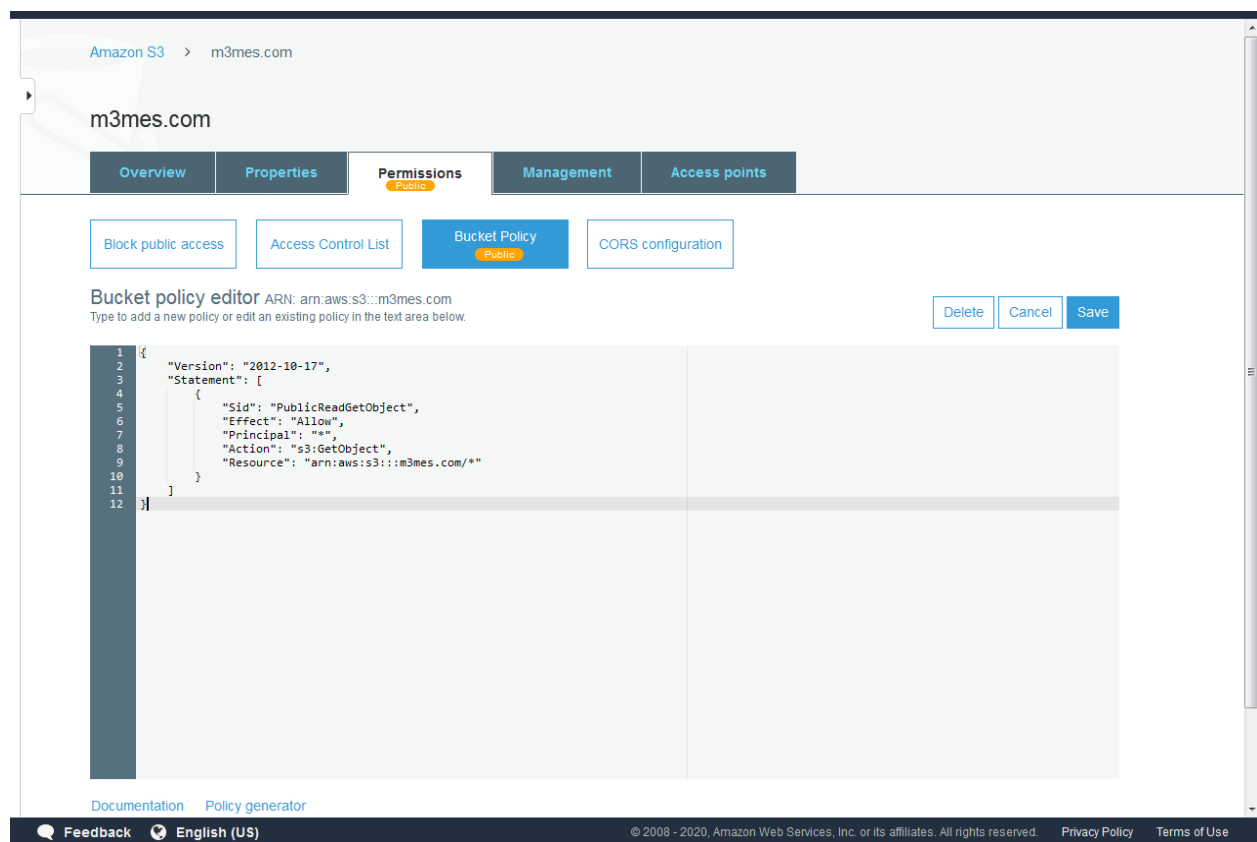 Amazon S3 > m3mes.com
m3mes.com
Overview Properties Permissions Management Access points
Public
Block public access Access Control List Bucket Policy CORS configuration
Public
Bucket policy editor ARN: arn:aws:s3:::m3mes.com
Type to add a new policy or edit an existing policy in the text area below.
Delete Cancel Save
1 {
2 "Version": "2012-10-17",
3 "Statement": [
4 {
5 "Sid": "PublicReadGetObject",
6 "Effect": "Allow",
7 "Principal": "*",
8 "Action": "s3:GetObject",
9 "Resource": "arn:aws:s3:::m3mes.com/*"
10 }
11 ]
12 }
Documentation Policy generator
Feedback English (US) © 2008 - 2020, Amazon Web Services, Inc. or its affiliates. All rights reserved. Privacy Policy Terms of Use